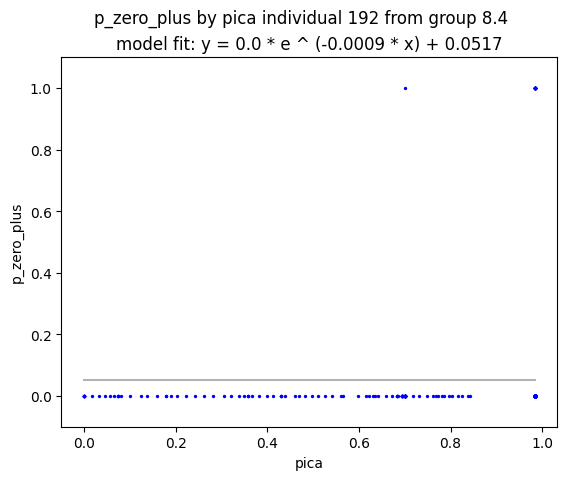 p_zero_plus by pica individual 192 from group 8.4
model fit: y = 0.0 * e ^ (-0.0009 * x) + 0.0517
1.0
0.8
0.6
0.4
0.2
0.0
p_zero_plus
0.0 0.2 0.4 0.6 0.8 1.0
pica